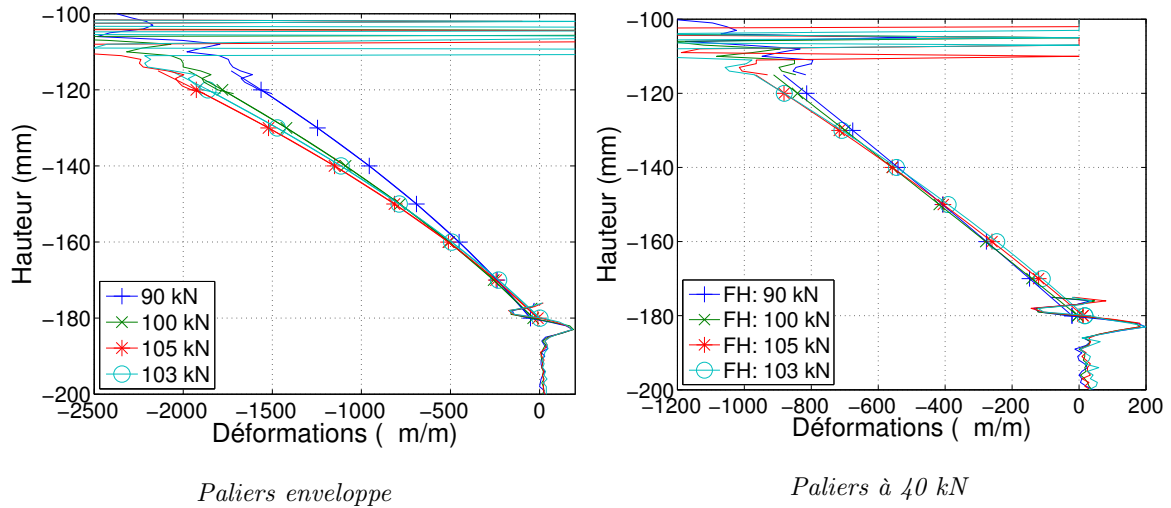 −100
−120
−140
−160
−180
−200
Hauteur (mm)
90 kN
100 kN
105 kN
103 kN
−2500 −2000 −1500 −1000 −500 0
Déformations ( m/m)
Paliers enveloppe
−100
−120
−140
−160
−180
−200
Hauteur (mm)
FH: 90 kN
FH: 100 kN
FH: 105 kN
FH: 103 kN
−1200 −1000 −800 −600 −400 −200 0 200
Déformations ( m/m)
Paliers à 40 kN